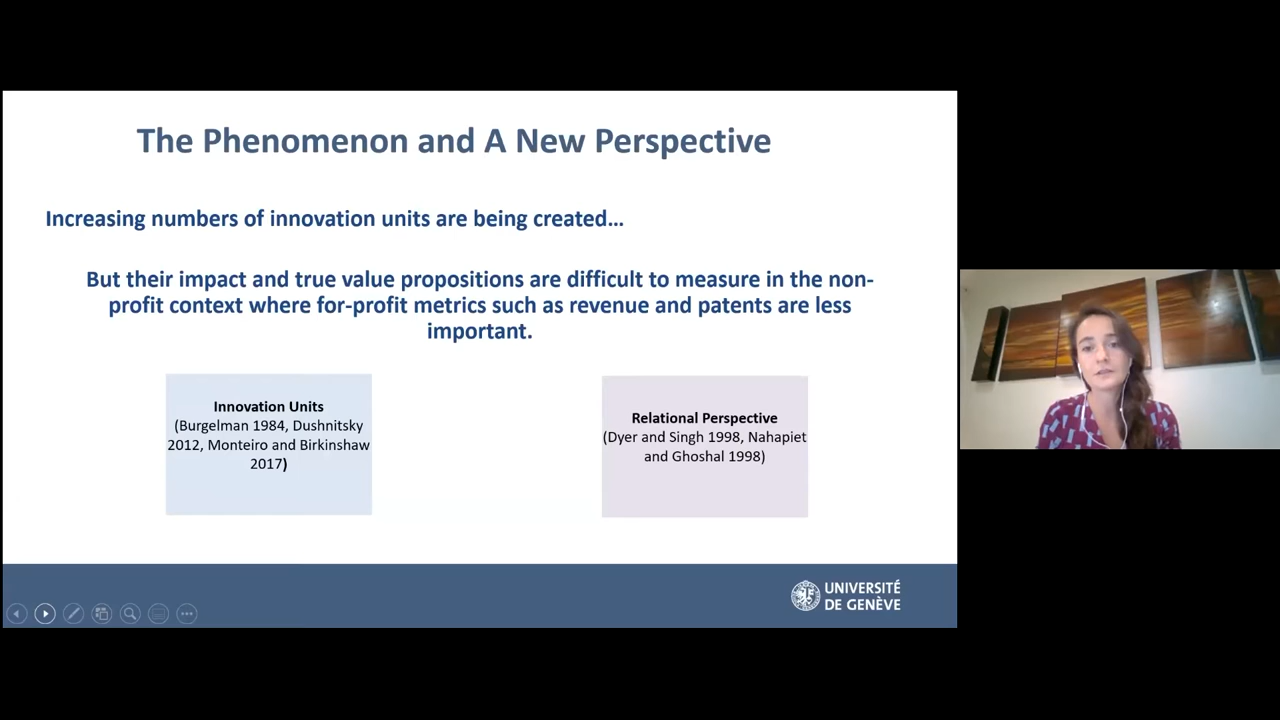 The Phenomenon and A New Perspective
Increasing numbers of innovation units are being created…
But their impact and true value propositions are difficult to measure in the non-
profit context where for-profit metrics such as revenue and patents are less
important.
Innovation Units
(Burgelman 1984, Dushnitsky
2012, Monteiro and Birkinshaw
2017)
Relational Perspective
(Dyer and Singh 1998, Nahapiet
and Ghoshal 1998)
UNIVERSITÉ
DE GENÈVE